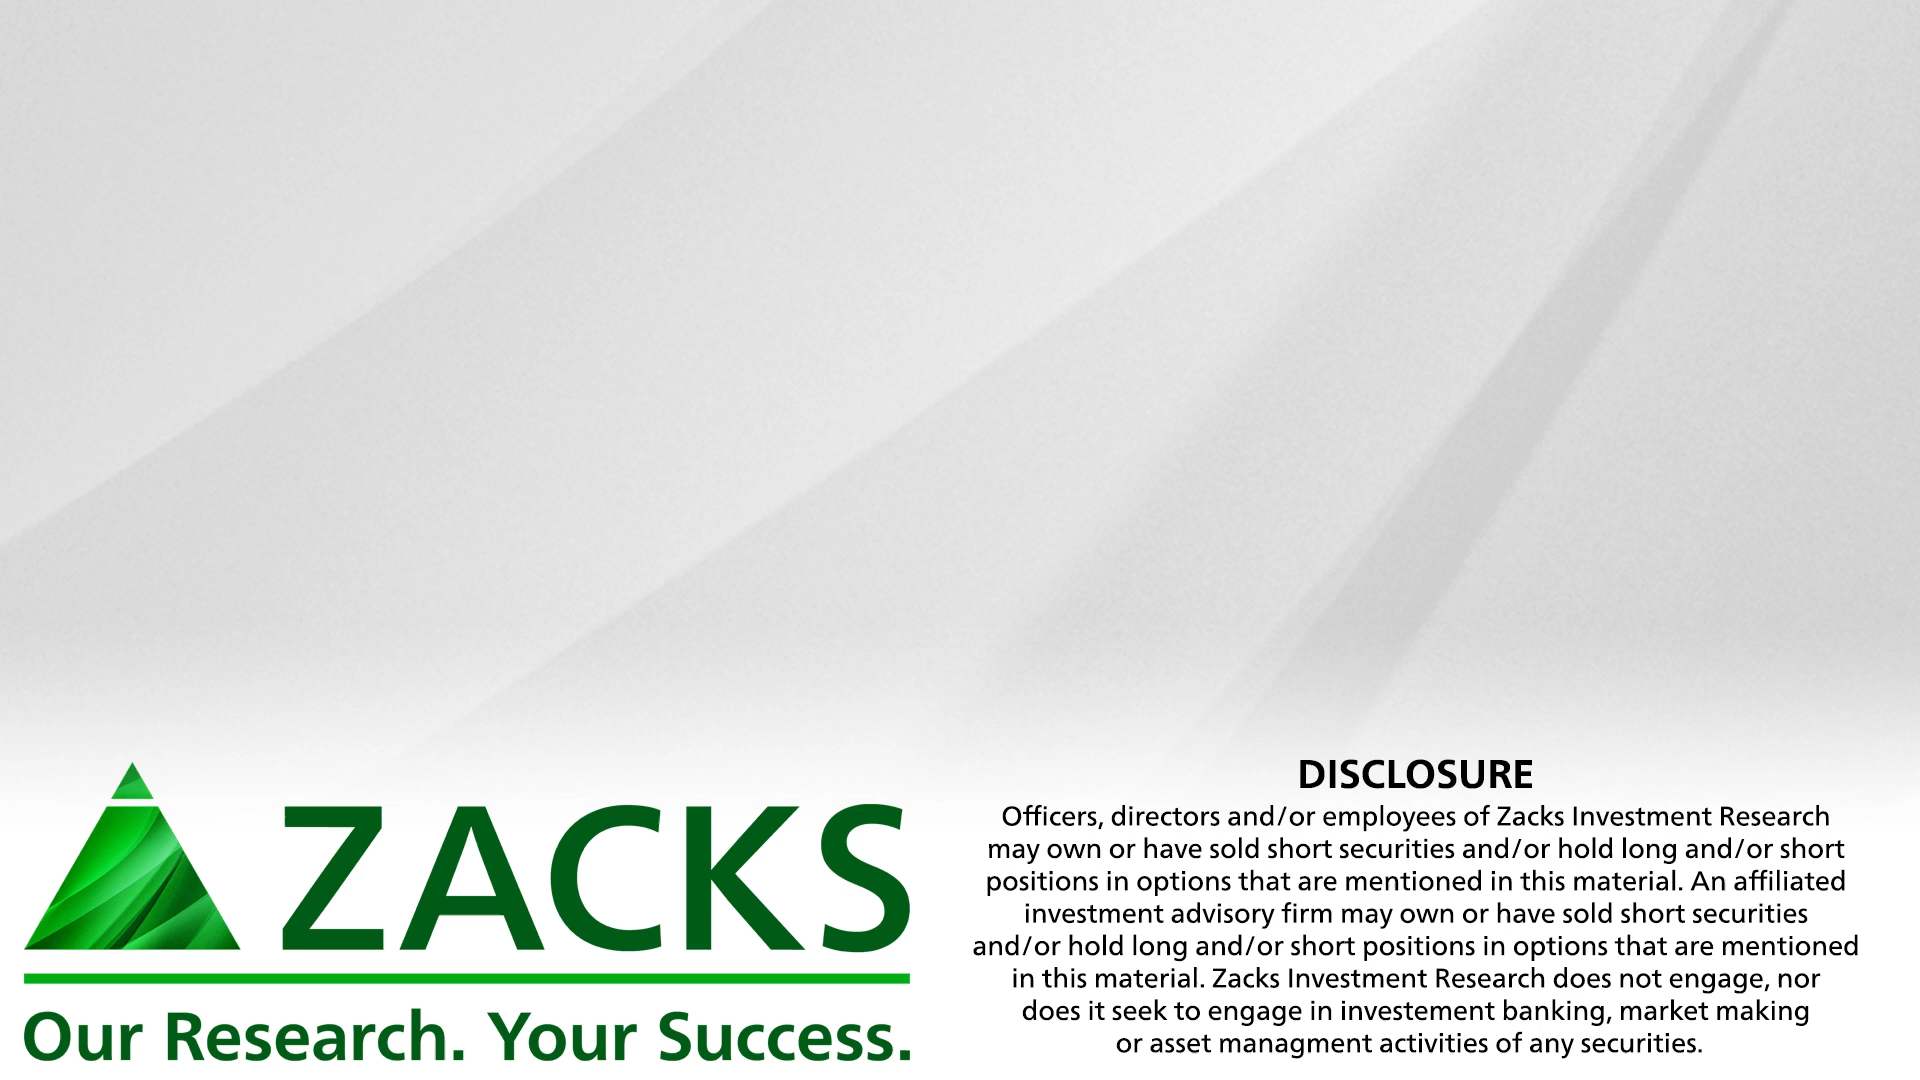 ZACKS
Our Research. Your Success.
DISCLOSURE
Officers, directors and/or employees of Zacks Investment Research
may own or have sold short securities and/or hold long and/or short
positions in options that are mentioned in this material. An affiliated
investment advisory firm may own or have sold short securities
and/or hold long and/or short positions in options that are mentioned
in this material. Zacks Investment Research does not engage, nor
does it seek to engage in investement banking, market making
or asset managment activities of any securities.